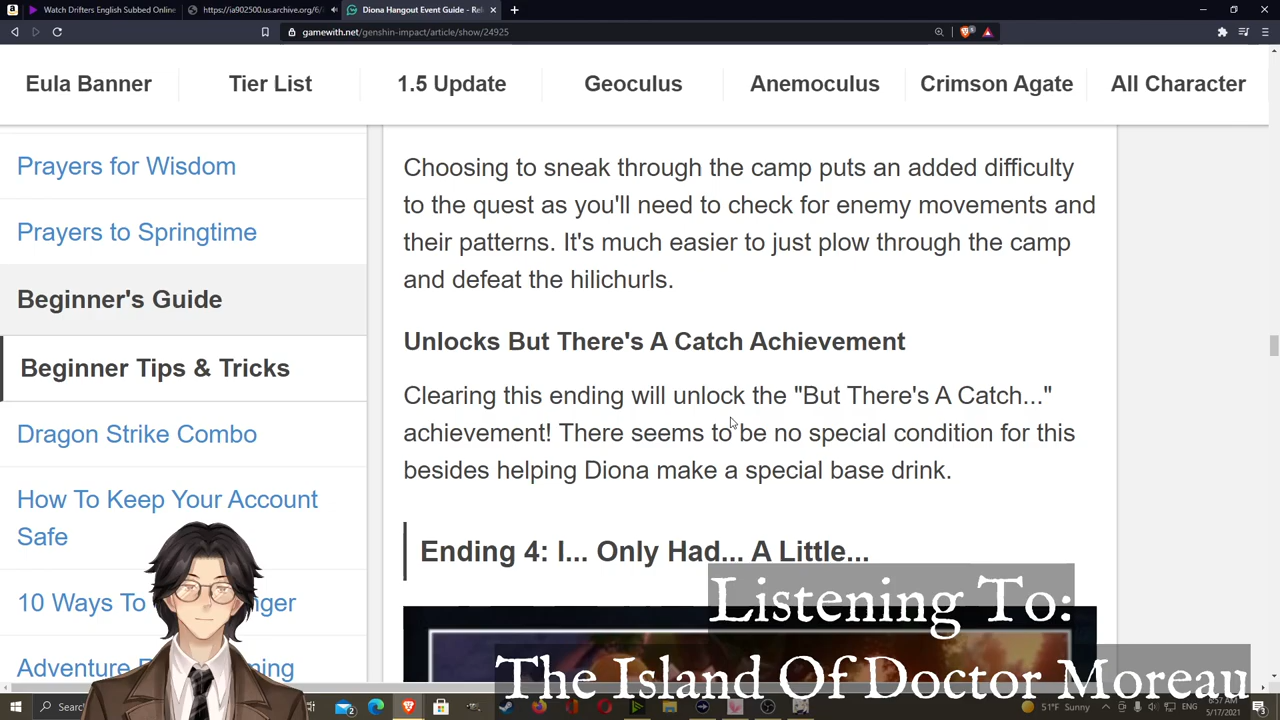 Watch Drifters English Subbed Online
https://ia902500.us.archive.org/6/
Diona Hangout Event Guide - Re
gamewith.net/genshin-impact/article/show/24925
Eula Banner
Tier List
1.5 Update
Geoculus
Anemoculus
Crimson Agate
All Character
Prayers for Wisdom
Prayers to Springtime
Beginner's Guide
Beginner Tips & Tricks
Dragon Strike Combo
How To Keep Your Account
Safe
10 Ways To
Adventure
Choosing to sneak through the camp puts an added difficulty
to the quest as you'll need to check for enemy movements and
their patterns. It's much easier to just plow through the camp
and defeat the hilichurls.
Unlocks But There's A Catch Achievement
Clearing this ending will unlock the "But There's A Catch..."
achievement! There seems to be no special condition for this
besides helping Diona make a special base drink.
Ending 4: I... Only Had... A Little...
Listening To:
The Island Of Doctor Moreau
51°F Sunny
8:57 AM
5/17/2021